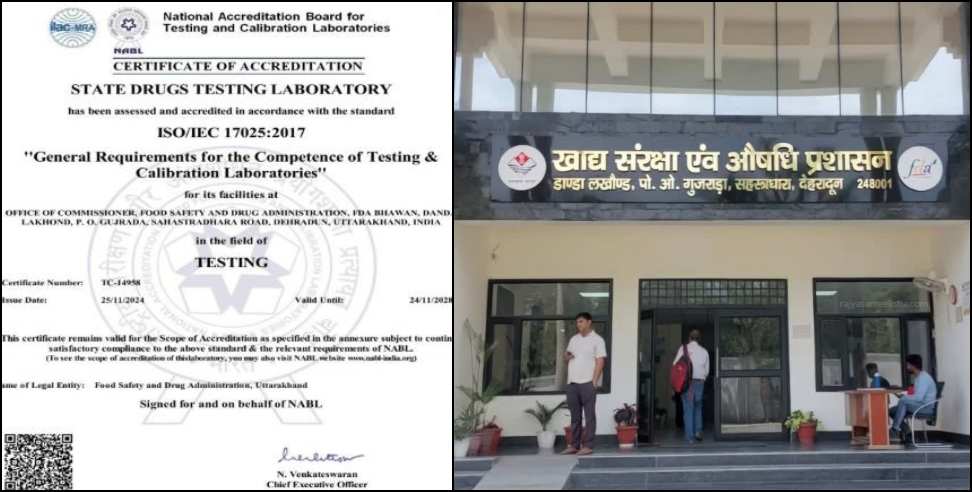 ilac-MRA
NABL
National Accreditation Board for
Testing and Calibration Laboratories
CERTIFICATE OF ACCREDITATION
STATE DRUGS TESTING LABORATORY
has been assessed and accredited in accordance with the standard
ISO/IEC 17025:2017
"General Requirements for the Competence of Testing &
Calibration Laboratories"
for its facilities at
OFFICE OF COMMISSIONER, FOOD SAFETY AND DRUG ADMINISTRATION, FDA BHAWAN, DAND
LAKHOND, P. O. GUJRADA, SAHASTRADHARA ROAD, DEHRADUN, UTTARAKHAND, INDIA
in the field of
TESTING
Certificate Number: TC-14958
Issue Date: 25/11/2024 Valid Until: 24/11/2028
This certificate remains valid for the Scope of Accreditation as specified in the annexure subject to contin
satisfactory compliance to the above standard & the relevant requirements of NABL.
(To see the scope of accreditation of this laboratory, you may also visit NABL website www.nabl-india.org)
ame of Legal Entity: Food Safety and Drug Administration, Uttarakhand
Signed for and on behalf of NABL
N. Venkateswaran
Chief Executive Officer
खाद्य संरक्षा एंव औषधि प्रशासन
डाण्डा लखौण्ड, पो. ओ. गुजराड़ा, सहस्त्रधारा, देहरादून 248001
fda